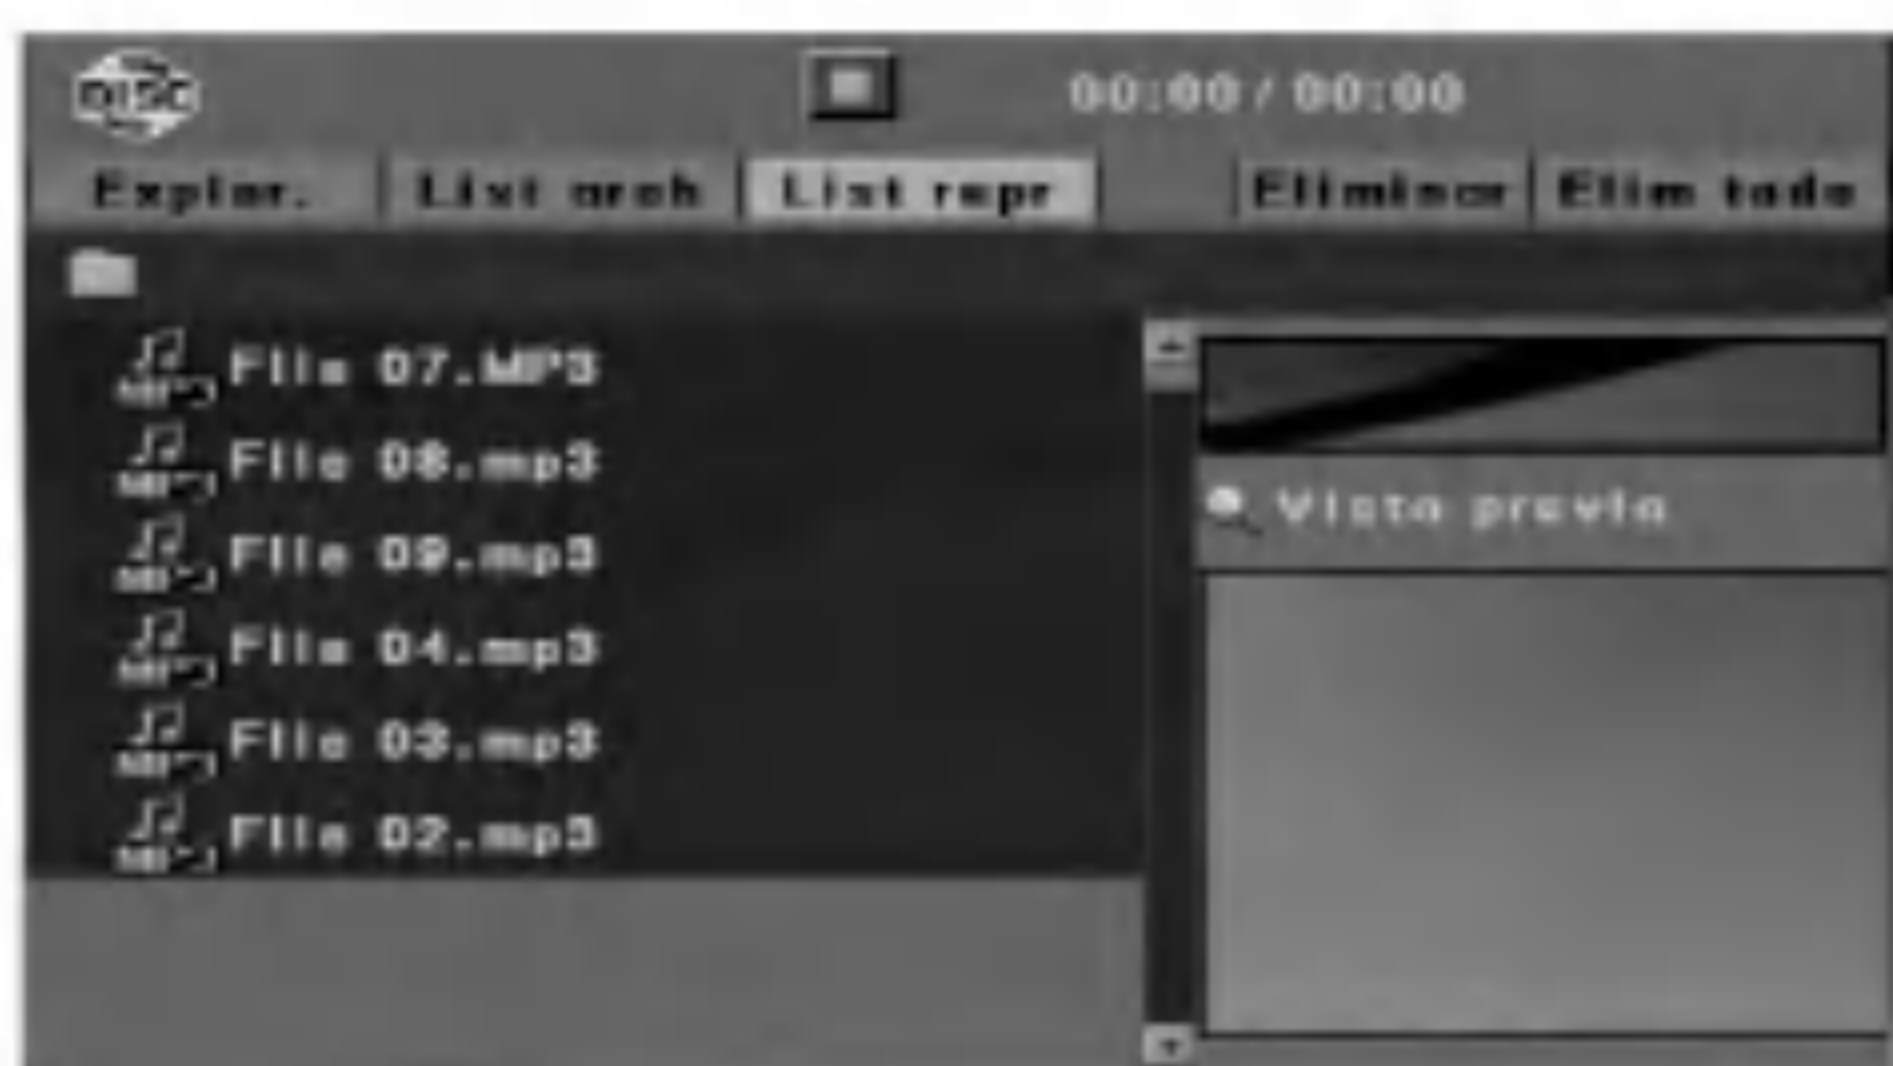 DISC
00:00 / 00:00
Explor. List arch List repr Eliminar Elim todo
File 07.MP3
File 08.mp3
File 09.mp3
File 04.mp3
File 03.mp3
File 02.mp3
Vista previa